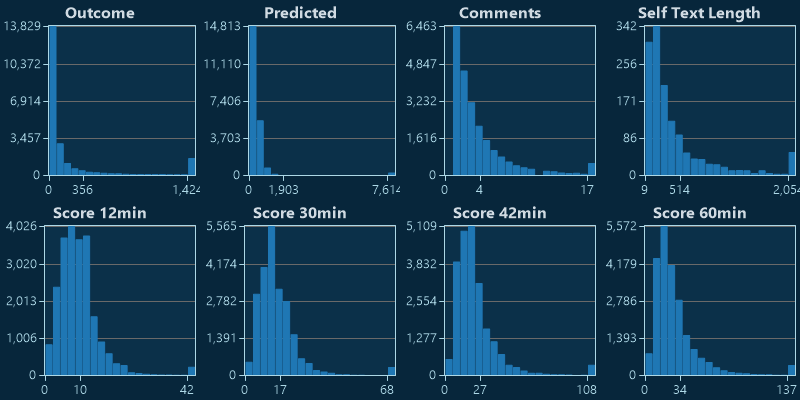 Outcome
13,829
10,372
6,914
3,457
0
0 356 1,424
Predicted
14,813
11,110
7,406
3,703
0
0 1,903 7,614
Comments
6,463
4,847
3,232
1,616
0
0 4 17
Self Text Length
342
256
171
86
0
9 514 2,054
Score 12min
4,026
3,020
2,013
1,006
0
0 10 42
Score 30min
5,565
4,174
2,782
1,391
0
0 17 68
Score 42min
5,109
3,832
2,554
1,277
0
0 27 108
Score 60min
5,572
4,179
2,786
1,393
0
0 34 137